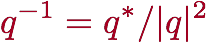 q⁻¹ = q*/|q|²